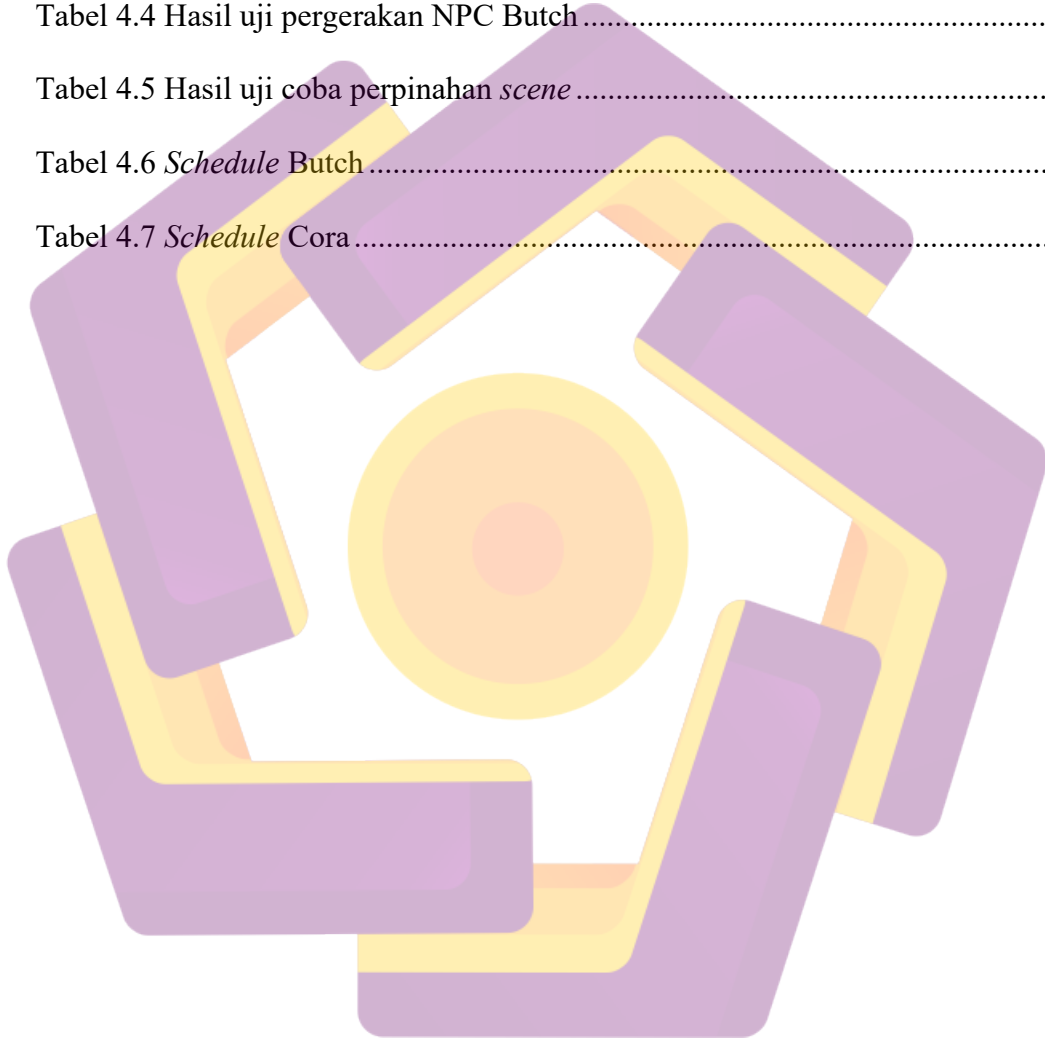 Tabel 4.4 Hasil uji pergerakan NPC Butch................................................................
Tabel 4.5 Hasil uji coba perpinahan scene................................................................
Tabel 4.6 Schedule Butch................................................................
Tabel 4.7 Schedule Cora................................................................